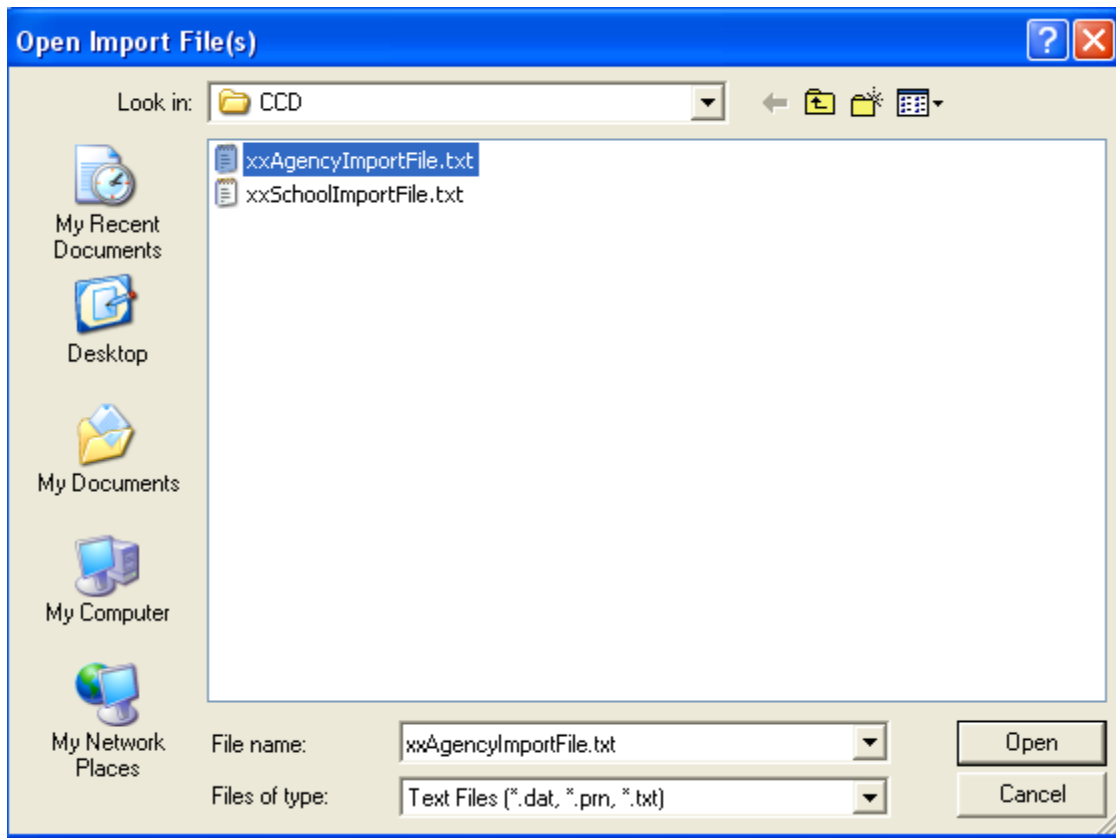 Open Import File(s)
Look in: CCD
xxAgencyImportFile.txt
xxSchoolImportFile.txt
My Recent
Documents
Desktop
My Documents
My Computer
My Network
Places
File name: xxAgencyImportFile.txt Open
Files of type: Text Files (*.dat, *.prn, *.txt) Cancel